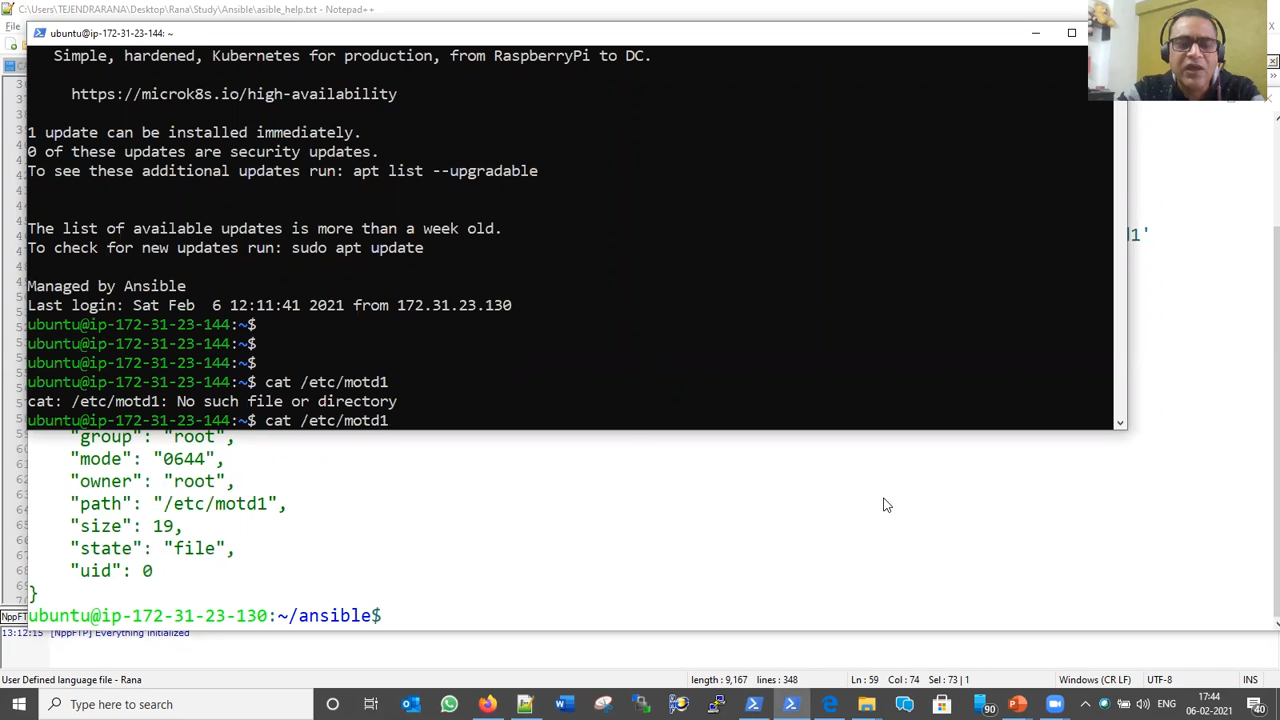 C:\Users\TEJENDRARANA\Desktop\Rana\Study\Ansible\asible_help.txt - Notepad++
File
ubuntu@ip-172-31-23-144: ~
Simple, hardened, Kubernetes for production, from RaspberryPi to DC.
https://microk8s.io/high-availability
1 update can be installed immediately.
0 of these updates are security updates.
To see these additional updates run: apt list --upgradable
The list of available updates is more than a week old.
To check for new updates run: sudo apt update
Managed by Ansible
Last login: Sat Feb  6 12:11:41 2021 from 172.31.23.130
ubuntu@ip-172-31-23-144:~$
ubuntu@ip-172-31-23-144:~$
ubuntu@ip-172-31-23-144:~$
ubuntu@ip-172-31-23-144:~$ cat /etc/motd1
cat: /etc/motd1: No such file or directory
ubuntu@ip-172-31-23-144:~$ cat /etc/motd1
"group": "root",
"mode": "0644",
"owner": "root",
"path": "/etc/motd1",
"size": 19,
"state": "file",
"uid": 0
}
ubuntu@ip-172-31-23-130:~/ansible$
13:12:15 [NppFTP] Everything initialized
User Defined language file - Rana length : 9,167 lines : 348 Ln : 59 Col : 74 Sel : 73 | 1 Windows (CR LF) UTF-8 INS
Type here to search
90
ENG
17:44
06-02-2021
40